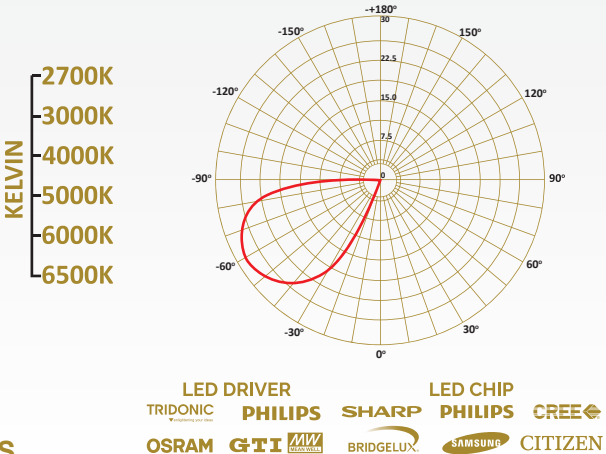 KELVIN
2700K
3000K
4000K
5000K
6000K
6500K
-+180°
30
-150°
150°
22.5
-120°
120°
15.0
7.5
-90°
0
90°
-60°
60°
-30°
30°
0°
LED DRIVER
LED CHIP
TRIDONIC
PHILIPS
SHARP
PHILIPS
CREE
OSRAM
GTI
MW
MEAN WELL
BRIDGELUX
SAMSUNG
CITIZEN
S